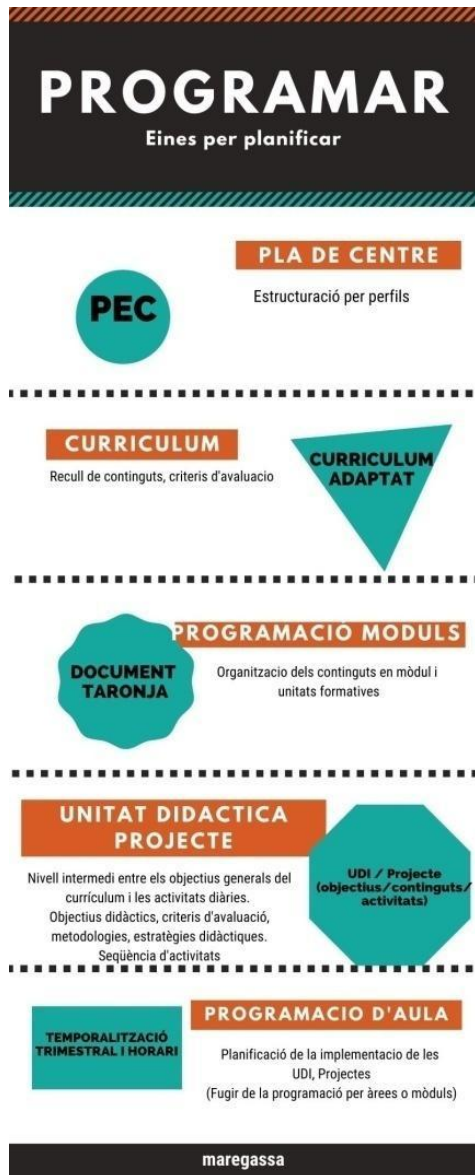 PROGRAMAR
Eines per planificar
PLA DE CENTRE
PEC
Estructuració per perfils
CURRICULUM
Recull de continguts, criteris d'avaluacio
CURRICULUM
ADAPTAT
PROGRAMACIÓ MODULS
DOCUMENT
TARONJA
Organitzacio dels continguts en mòdul i
unitats formatives
UNITAT DIDACTICA
PROJECTE
Nivell intermedi entre els objectius generals del
currículum i les activitats diàries.
Objectius didàctics, criteris d'avaluació,
metodologies, estratègies didàctiques.
Seqüència d'activitats
UDI / Projecte
(objectius/continguts/
activitats)
PROGRAMACIO D'AULA
TEMPORALITZACIÓ
TRIMESTRAL I HORARI
Planificació de la implementacio de les
UDI, Projectes
(Fugir de la programació per àrees o mòduls)
maregassa